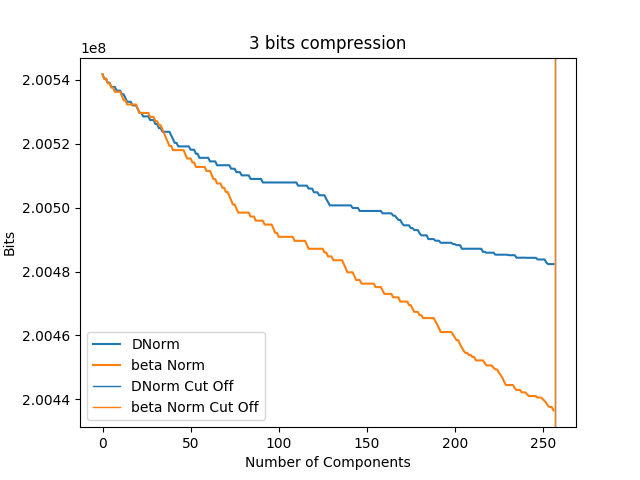 3 bits compression
1e8
2.0054
2.0052
2.0050
2.0048
2.0046
2.0044
Bits
DNorm
beta Norm
DNorm Cut Off
beta Norm Cut Off
0 50 100 150 200 250
Number of Components